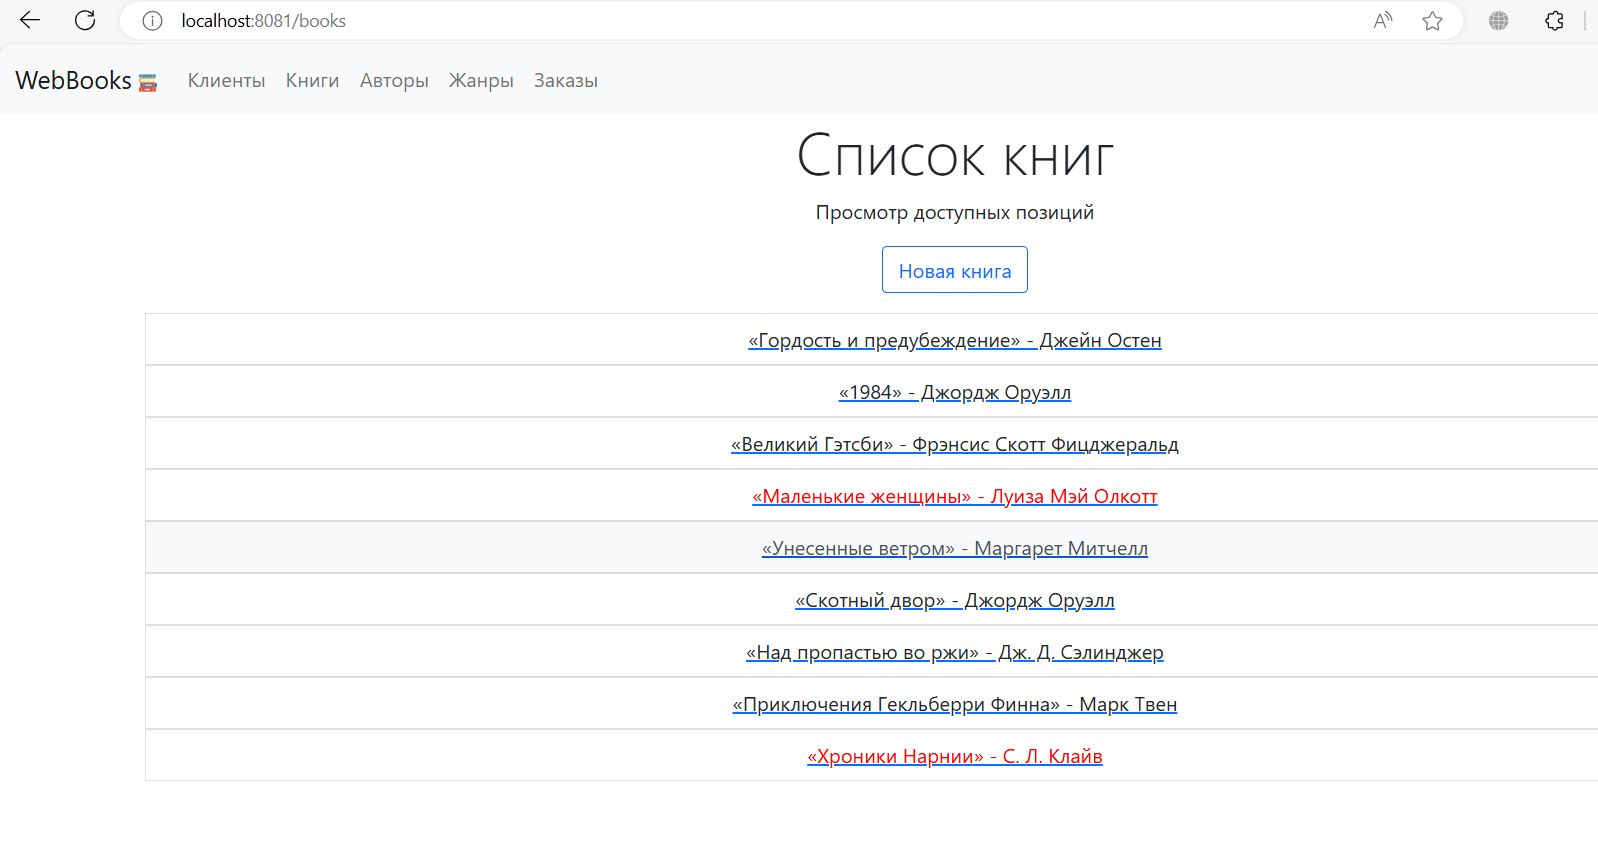 localhost:8081/books
WebBooks Клиенты Книги Авторы Жанры Заказы
Список книг
Просмотр доступных позиций
Новая книга
«Гордость и предубеждение» - Джейн Остен
«1984» - Джордж Оруэлл
«Великий Гэтсби» - Фрэнсис Скотт Фицджеральд
«Маленькие женщины» - Луиза Мэй Олкотт
«Унесенные ветром» - Маргарет Митчелл
«Скотный двор» - Джордж Оруэлл
«Над пропастью во ржи» - Дж. Д. Сэлинджер
«Приключения Гекльберри Финна» - Марк Твен
«Хроники Нарнии» - С. Л. Клайв